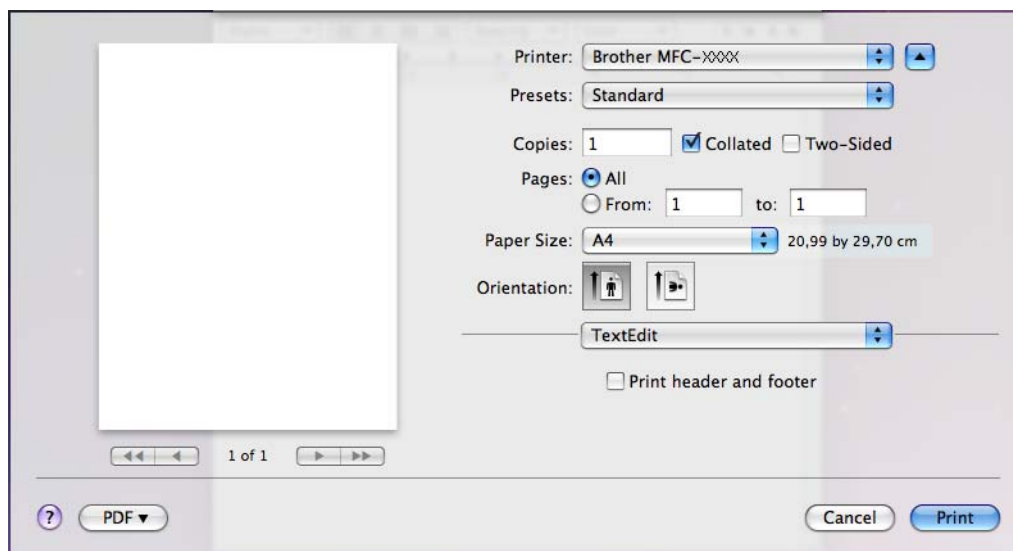 Printer: Brother MFC-XXXX
Presets: Standard
Copies: 1 Collated Two-Sided
Pages: All
From: 1 to: 1
Paper Size: A4 20,99 by 29,70 cm
Orientation:
TextEdit
Print header and footer
1 of 1
? PDF Cancel Print